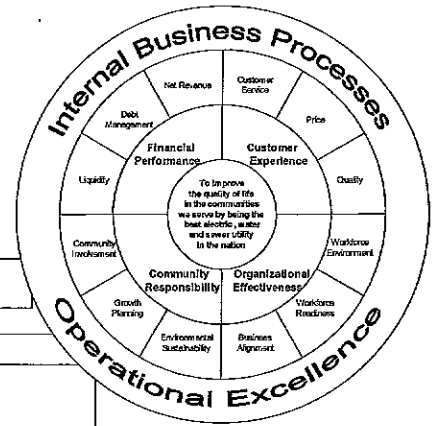 Internal Business Processes
Net Revenue
Customer
Service
Debt
Management
Price
Financial
Performance
Customer
Experience
Liquidity
Quality
To improve
the quality of life
in the communities
we serve by being the
best electric, water
and sewer utility
in the nation
Community
Involvement
Workforce
Environment
Community
Responsibility
Organizational
Effectiveness
Growth
Planning
Workforce
Readiness
Environmental
Sustainability
Business
Alignment
Operational Excellence